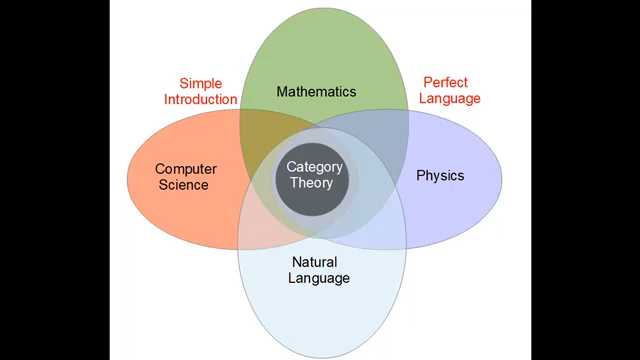 Simple
Introduction
Mathematics
Perfect
Language
Computer
Science
Category
Theory
Physics
Natural
Language